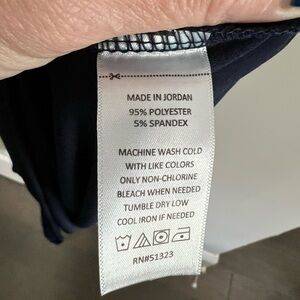 MADE IN JORDAN
95% POLYESTER
5% SPANDEX
MACHINE WASH COLD
WITH LIKE COLORS
ONLY NON-CHLORINE
BLEACH WHEN NEEDED
TUMBLE DRY LOW
COOL IRON IF NEEDED
RN#51323